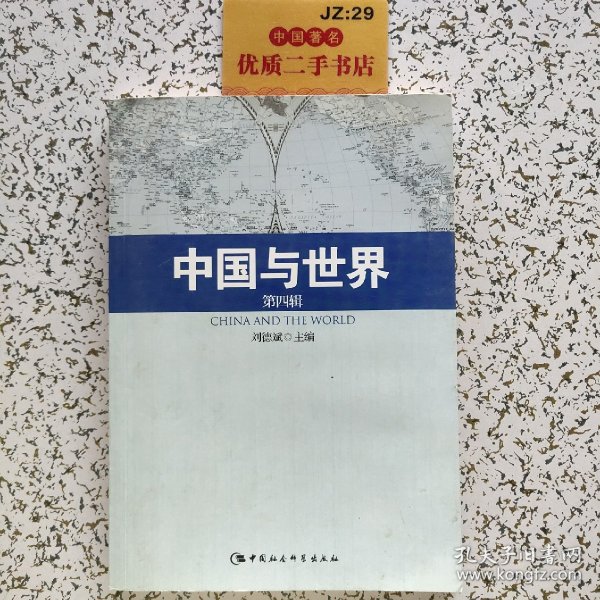 JZ:29
中国著名
优质二手书店
中国与世界
第四辑
CHINA AND THE WORLD
刘德斌◎主编
中国社会科学出版社
孔夫子旧书网
www.kongfz.com